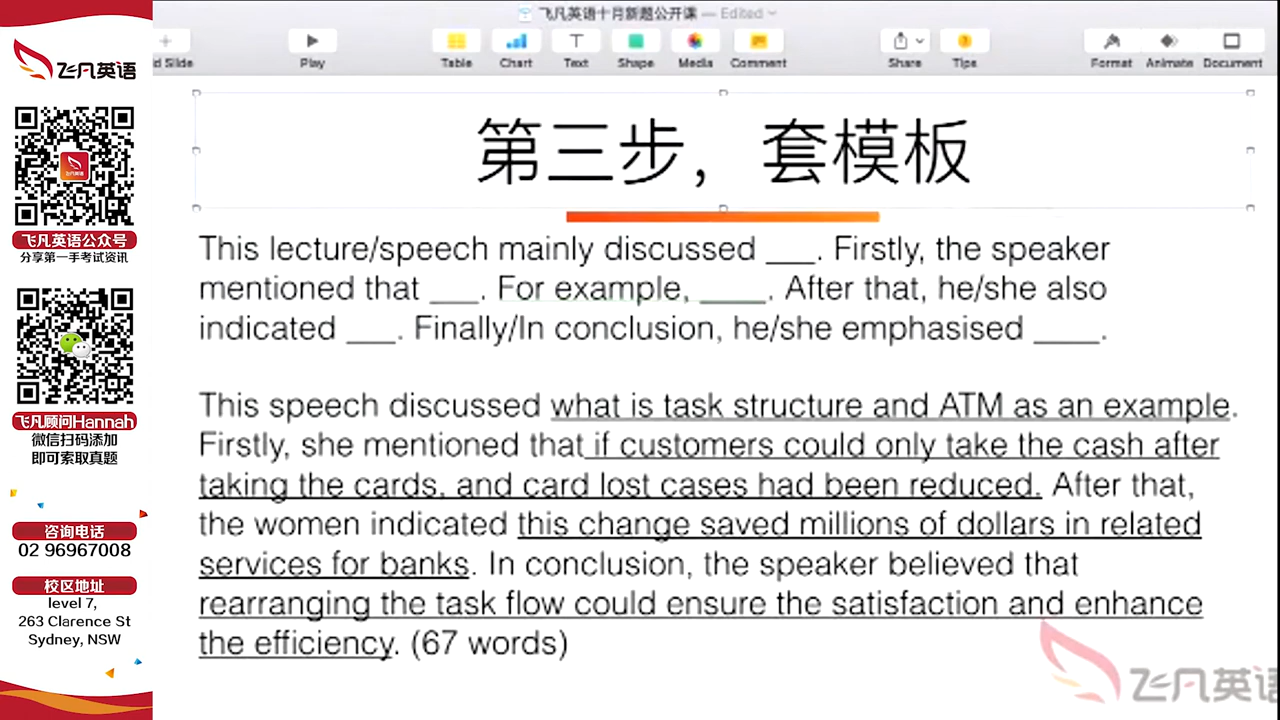 飞凡英语
飞凡英语公众号
分享第一手考试资讯
飞凡顾问Hannah
微信扫码添加
即可索取真题
咨询电话
02 96967008
校区地址
level 7,
263 Clarence St
Sydney, NSW
飞凡英语十月新题公开课 — Edited
d Slide
Play
Table
Chart
Text
Shape
Media
Comment
Share
Tips
Format
Animate
Document
第三步，套模板
This lecture/speech mainly discussed ___. Firstly, the speaker
mentioned that ___. For example, ____. After that, he/she also
indicated ___. Finally/In conclusion, he/she emphasised ____.
This speech discussed what is task structure and ATM as an example.
Firstly, she mentioned that if customers could only take the cash after
taking the cards, and card lost cases had been reduced. After that,
the women indicated this change saved millions of dollars in related
services for banks. In conclusion, the speaker believed that
rearranging the task flow could ensure the satisfaction and enhance
the efficiency. (67 words)
飞凡英语